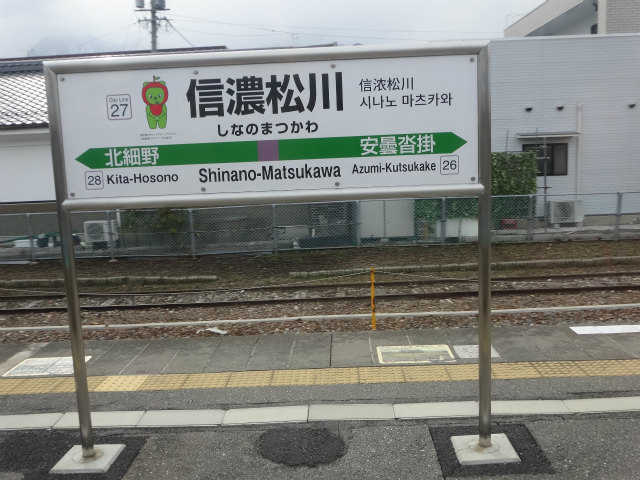 Oito Line
27
信濃松川
しなのまつかわ
信浓松川
시나노 마츠카와
北細野
安曇沓掛
28 Kita-Hosono
Shinano-Matsukawa
Azumi-Kutsukake 26